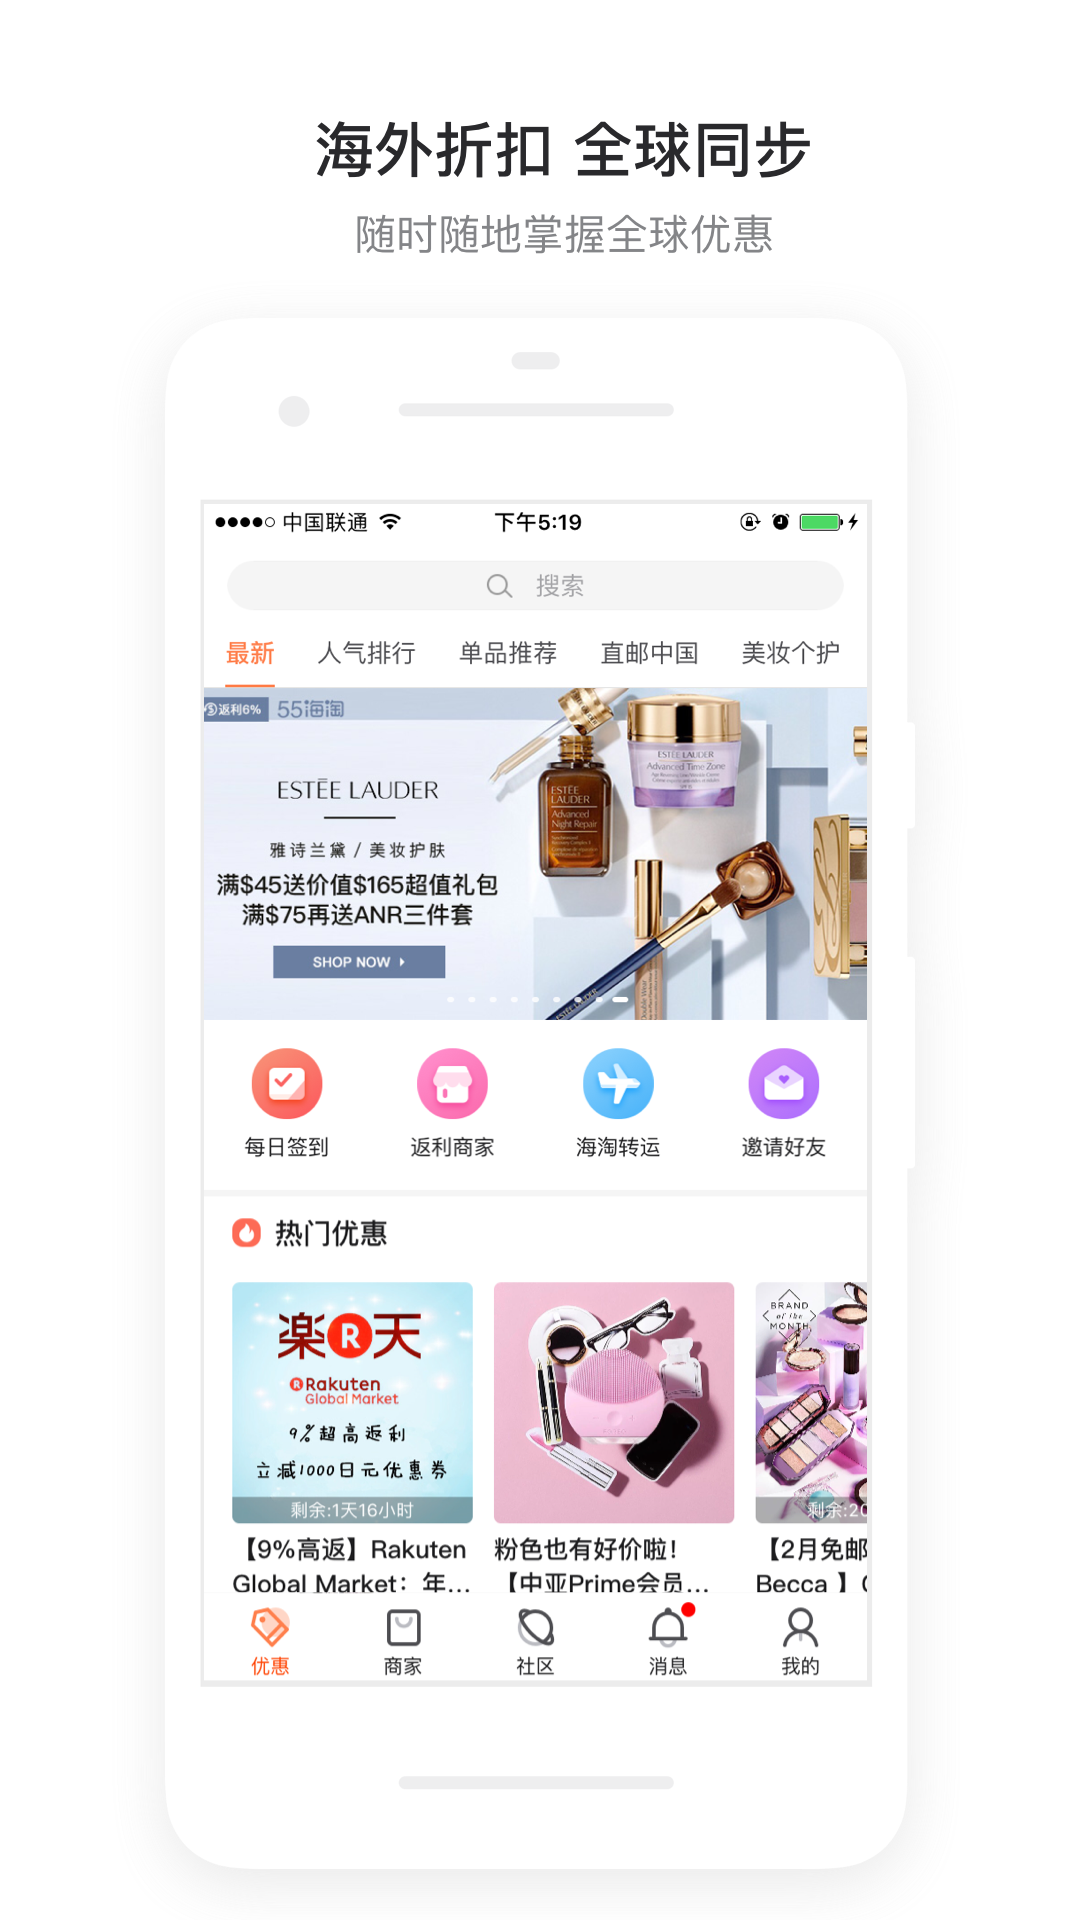 海外折扣 全球同步
随时随地掌握全球优惠
中国联通 下午5:19
搜索
最新 人气排行 单品推荐 直邮中国 美妆个护
返利6% 55海淘
ESTĒE LAUDER
雅诗兰黛 / 美妆护肤
满$45送价值$165超值礼包
满$75再送ANR三件套
SHOP NOW
ESTĒE LAUDER
Advanced Time Zone
ESTĒE
LAUDER
Advanced
Night Repair
每日签到 返利商家 海淘转运 邀请好友
热门优惠
楽R天
Rakuten
Global Market
9%超高返利
立减1000日元优惠券
剩余:1天16小时
BRAND
of the
MONTH
剩余:20
【9%高返】Rakuten
Global Market：年...
粉色也有好价啦！
【中亚Prime会员...
【2月免邮
Becca 】
优惠 商家 社区 消息 我的